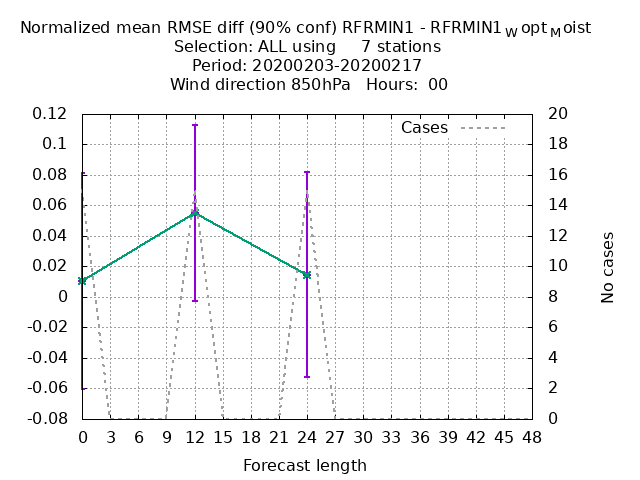 Normalized mean RMSE diff (90% conf) RFRMIN1 - RFRMIN1WoptMoist
Selection: ALL using 7 stations
Period: 20200203-20200217
Wind direction 850hPa Hours: 00
Cases
0.12
0.1
0.08
0.06
0.04
0.02
0
-0.02
-0.04
-0.06
-0.08
20
18
16
14
12
10
8
6
4
2
0
No cases
0 3 6 9 12 15 18 21 24 27 30 33 36 39 42 45 48
Forecast length